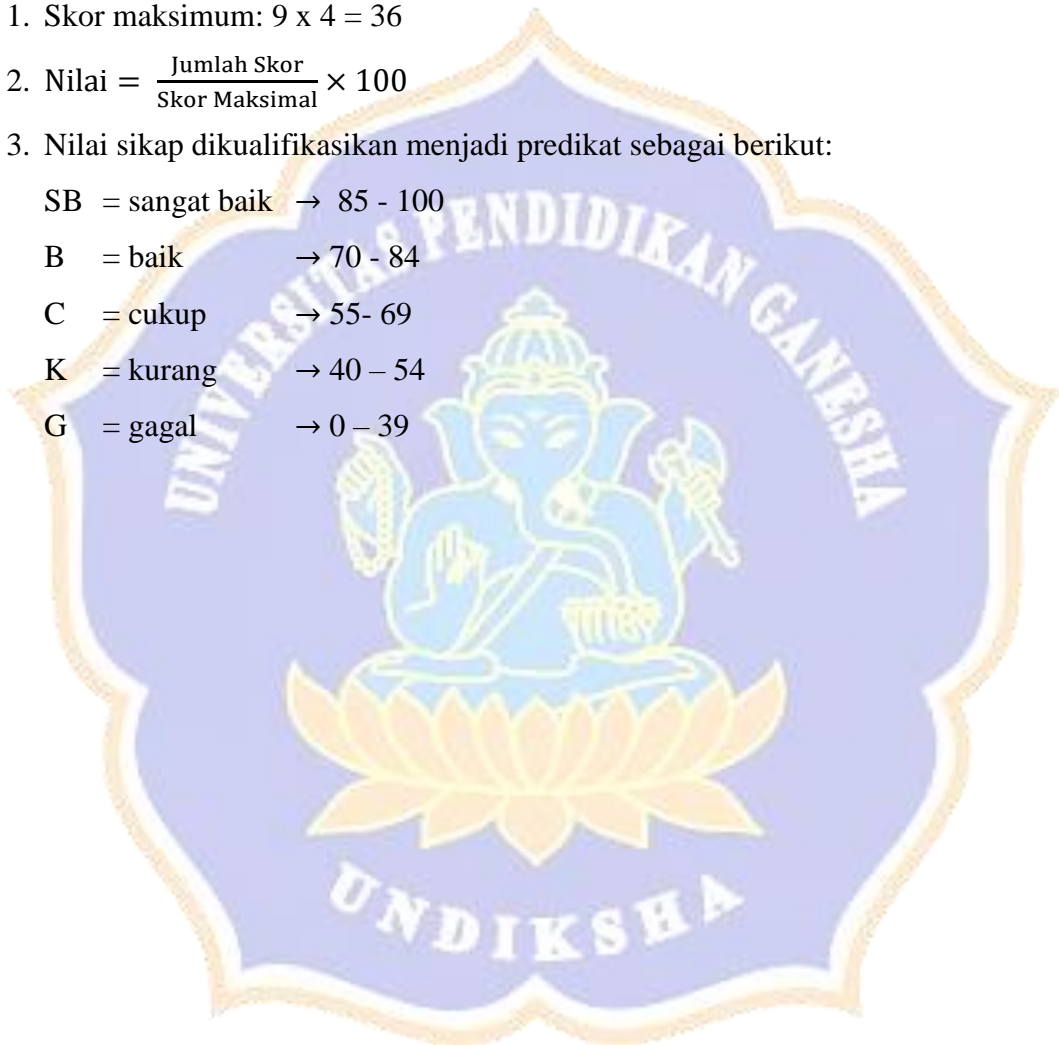 1. Skor maksimum: 9 x 4 = 36
2. Nilai = Jumlah Skor / Skor Maksimal × 100
3. Nilai sikap dikualifikasikan menjadi predikat sebagai berikut:
SB = sangat baik → 85 - 100
B = baik → 70 - 84
C = cukup → 55- 69
K = kurang → 40 – 54
G = gagal → 0 – 39
UNIVERSITAS PENDIDIKAN GANESHA
UNDIKSHA